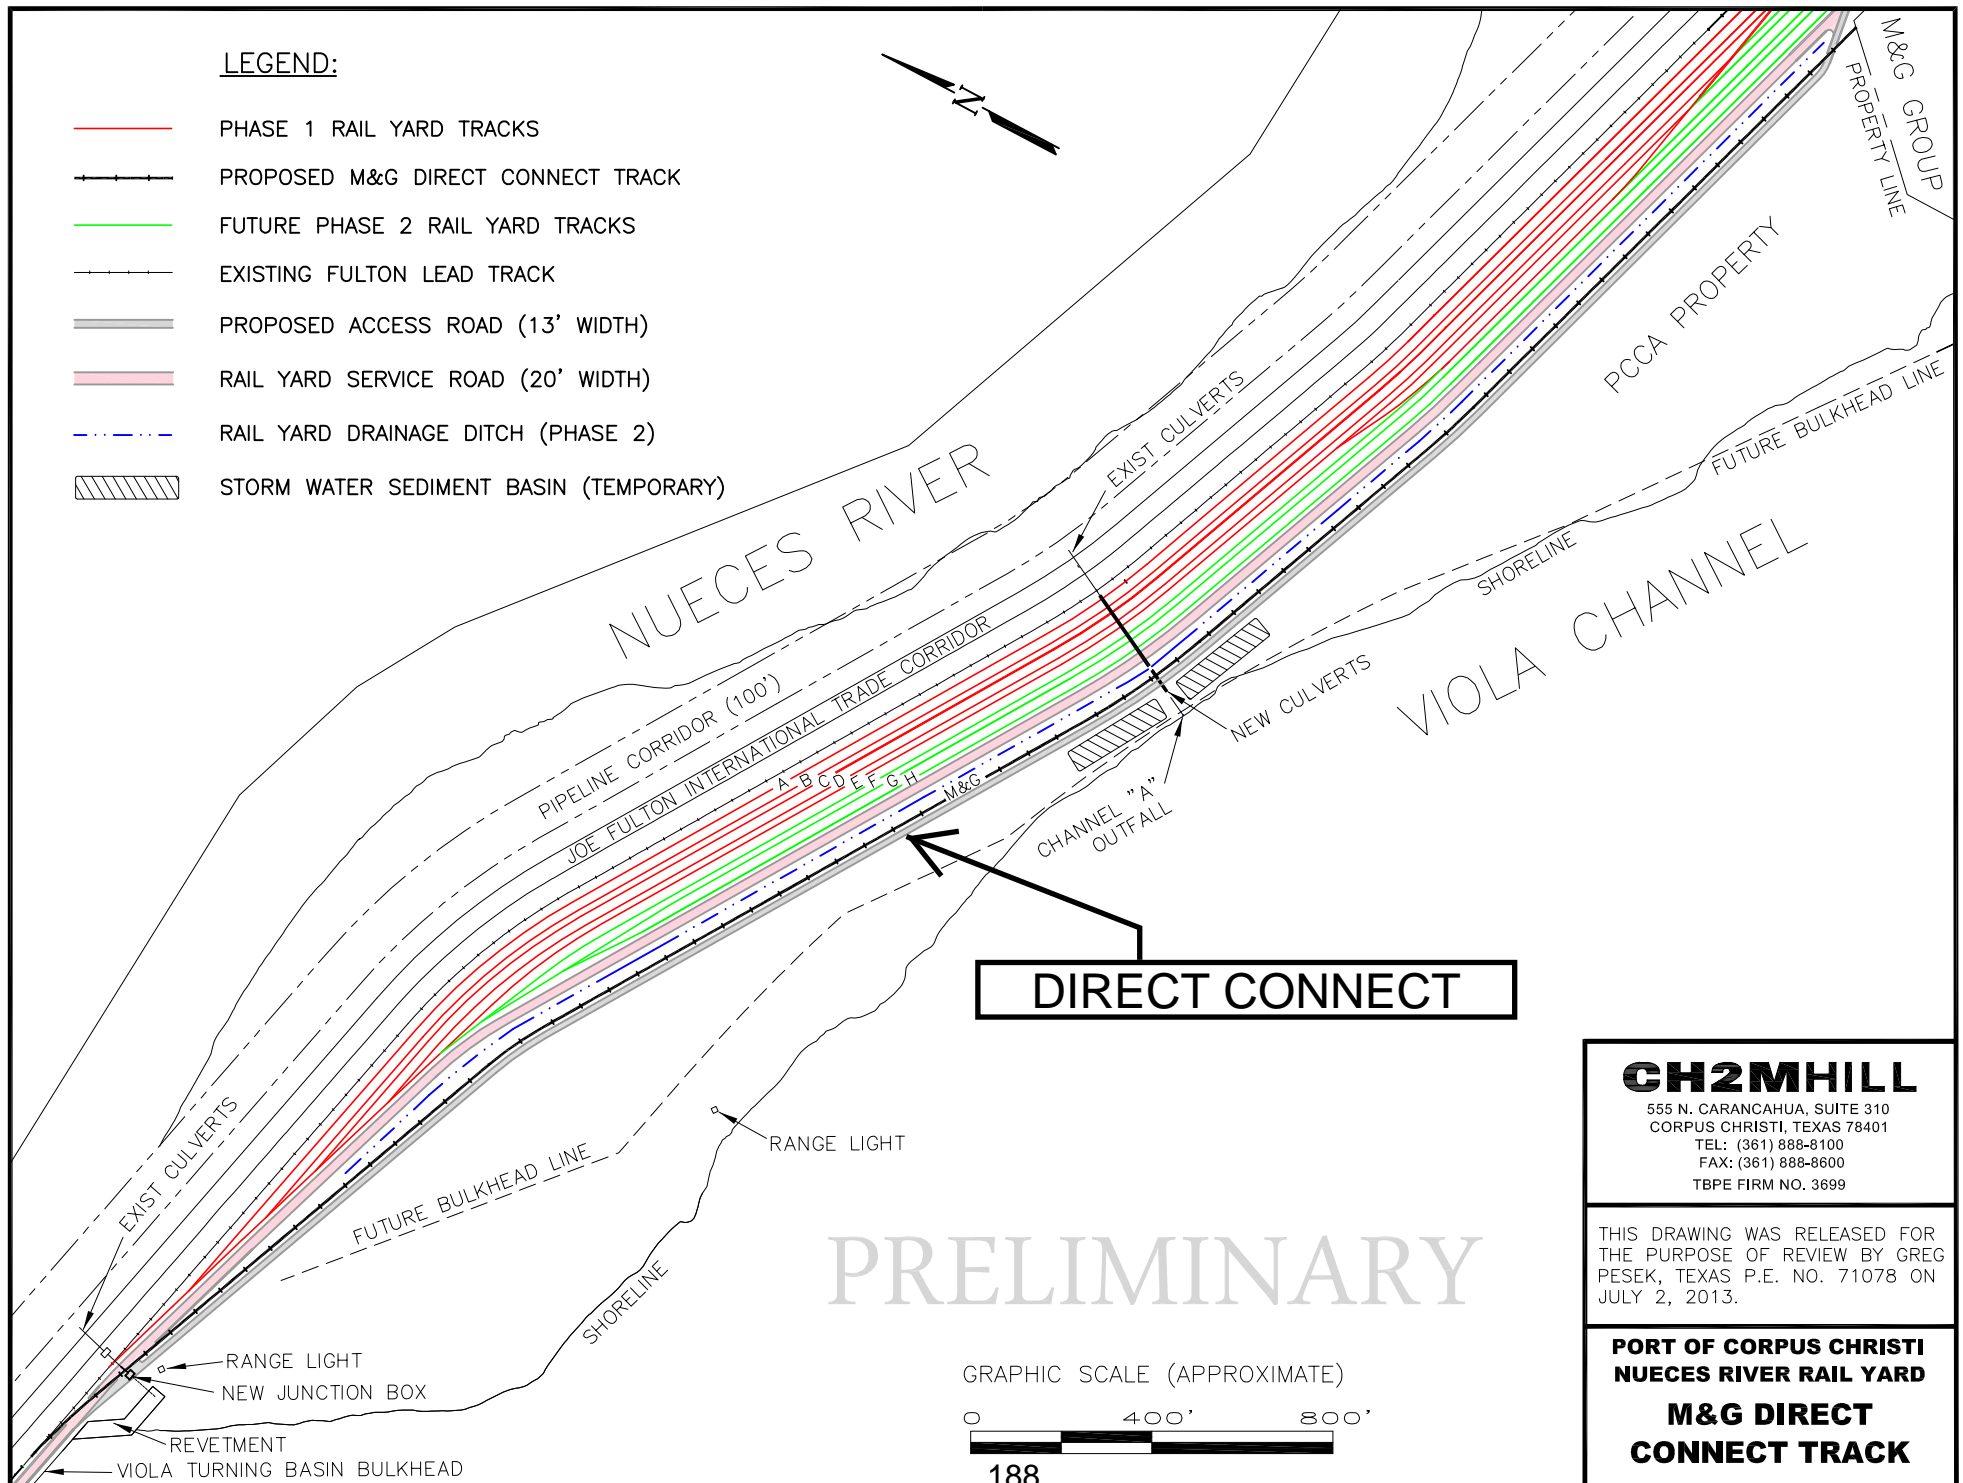 LEGEND:
PHASE 1 RAIL YARD TRACKS
PROPOSED M&G DIRECT CONNECT TRACK
FUTURE PHASE 2 RAIL YARD TRACKS
EXISTING FULTON LEAD TRACK
PROPOSED ACCESS ROAD (13' WIDTH)
RAIL YARD SERVICE ROAD (20' WIDTH)
RAIL YARD DRAINAGE DITCH (PHASE 2)
STORM WATER SEDIMENT BASIN (TEMPORARY)
N
M&G GROUP
PROPERTY LINE
PCCA PROPERTY
FUTURE BULKHEAD LINE
SHORELINE
VIOLA CHANNEL
EXIST CULVERTS
NUECES RIVER
PIPELINE CORRIDOR (100')
JOE FULTON INTERNATIONAL TRADE CORRIDOR
A B C D E F G H
M&G
NEW CULVERTS
CHANNEL "A"
OUTFALL
DIRECT CONNECT
RANGE LIGHT
FUTURE BULKHEAD LINE
SHORELINE
EXIST CULVERTS
RANGE LIGHT
NEW JUNCTION BOX
REVETMENT
VIOLA TURNING BASIN BULKHEAD
PRELIMINARY
GRAPHIC SCALE (APPROXIMATE)
0 400' 800'
188
CH2MHILL
555 N. CARANCAHUA, SUITE 310
CORPUS CHRISTI, TEXAS 78401
TEL: (361) 888-8100
FAX: (361) 888-8600
TBPE FIRM NO. 3699
THIS DRAWING WAS RELEASED FOR
THE PURPOSE OF REVIEW BY GREG
PESEK, TEXAS P.E. NO. 71078 ON
JULY 2, 2013.
PORT OF CORPUS CHRISTI
NUECES RIVER RAIL YARD
M&G DIRECT
CONNECT TRACK